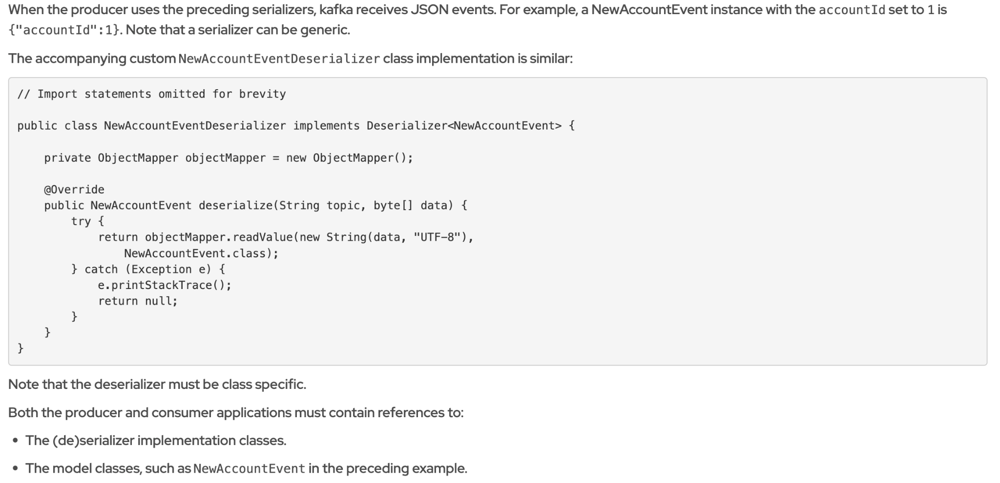 When the producer uses the preceding serializers, kafka receives JSON events. For example, a NewAccountEvent instance with the accountId set to 1 is
{"accountId":1}. Note that a serializer can be generic.
The accompanying custom NewAccountEventDeserializer class implementation is similar:
// Import statements omitted for brevity
public class NewAccountEventDeserializer implements Deserializer<NewAccountEvent> {
    private ObjectMapper objectMapper = new ObjectMapper();
    @Override
    public NewAccountEvent deserialize(String topic, byte[] data) {
        try {
            return objectMapper.readValue(new String(data, "UTF-8"),
                NewAccountEvent.class);
        } catch (Exception e) {
            e.printStackTrace();
            return null;
        }
    }
}
Note that the deserializer must be class specific.
Both the producer and consumer applications must contain references to:
• The (de)serializer implementation classes.
• The model classes, such as NewAccountEvent in the preceding example.